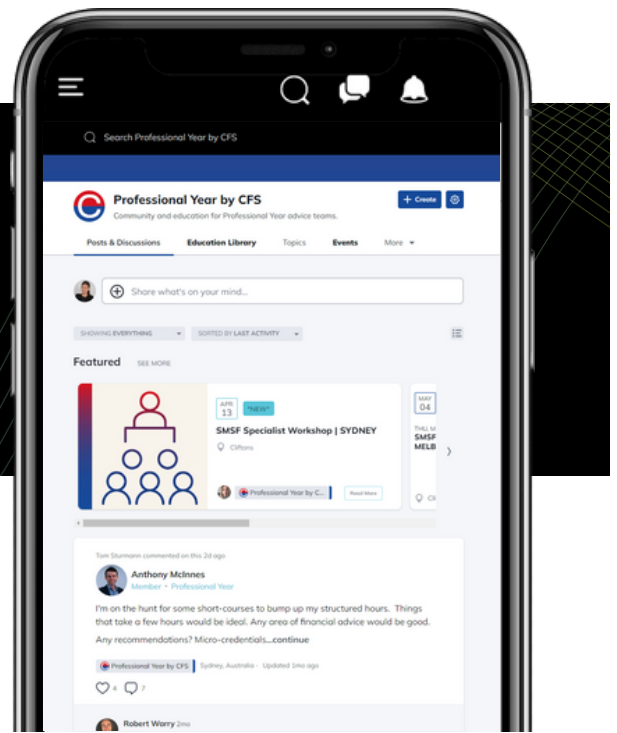 Search Professional Year by CFS
Professional Year by CFS
Community and education for Professional Year advice teams.
+ Create
Posts & Discussions Education Library Topics Events More
Share what's on your mind...
SHOWING EVERYTHING SORTED BY LAST ACTIVITY
Featured SEE MORE
APR
13
*NEW*
SMSF Specialist Workshop | SYDNEY
Cliftons
Professional Year by C...
Read More
MAY
04
THU, M
SMSF
MELB
Cli
Tom Sturmann commented on this 2d ago
Anthony McInnes
Member • Professional Year
I'm on the hunt for some short-courses to bump up my structured hours. Things
that take a few hours would be ideal. Any area of financial advice would be good.
Any recommendations? Micro-credentials...continue
Professional Year by CFS Sydney, Australia · Updated 1mo ago
4 7
Robert Warry 2mo